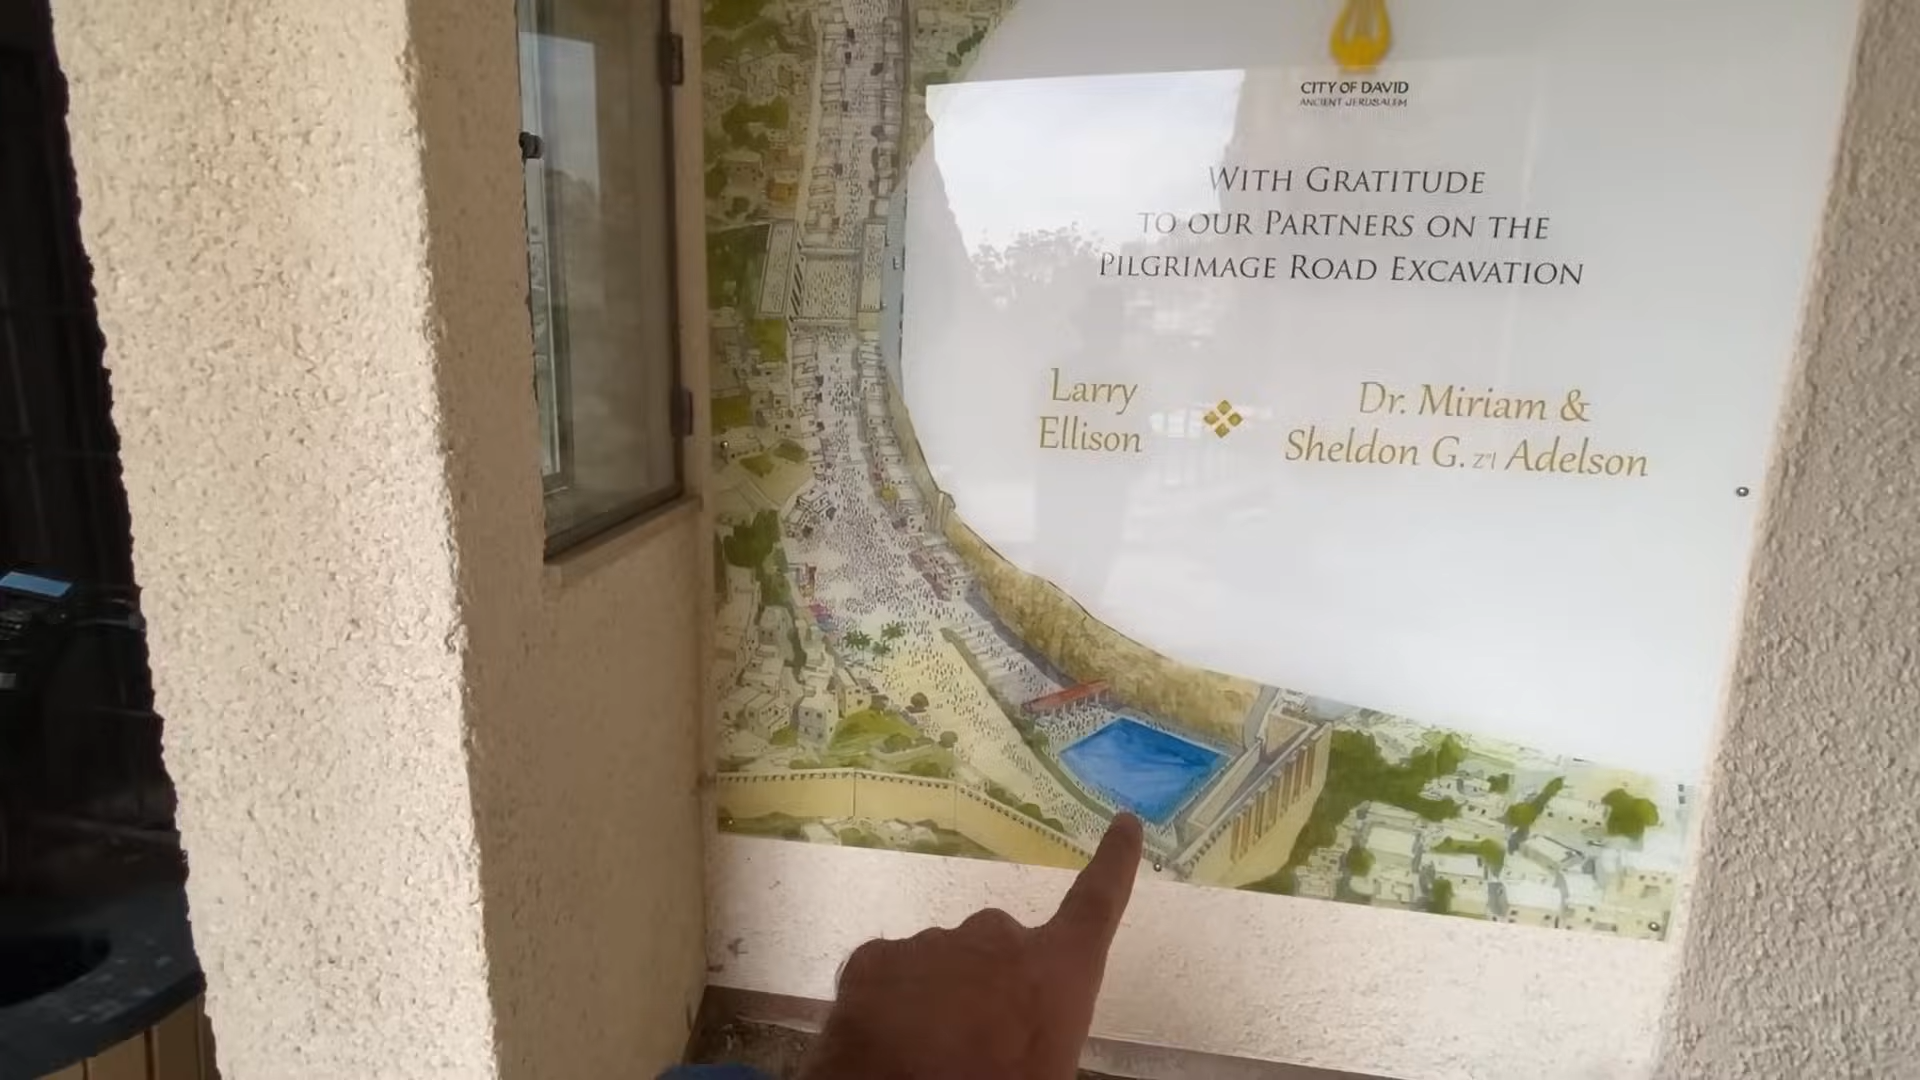 CITY OF DAVID
ANCIENT JERUSALEM
WITH GRATITUDE
TO OUR PARTNERS ON THE
PILGRIMAGE ROAD EXCAVATION
Larry
Ellison
Dr. Miriam &
Sheldon G. z"l Adelson